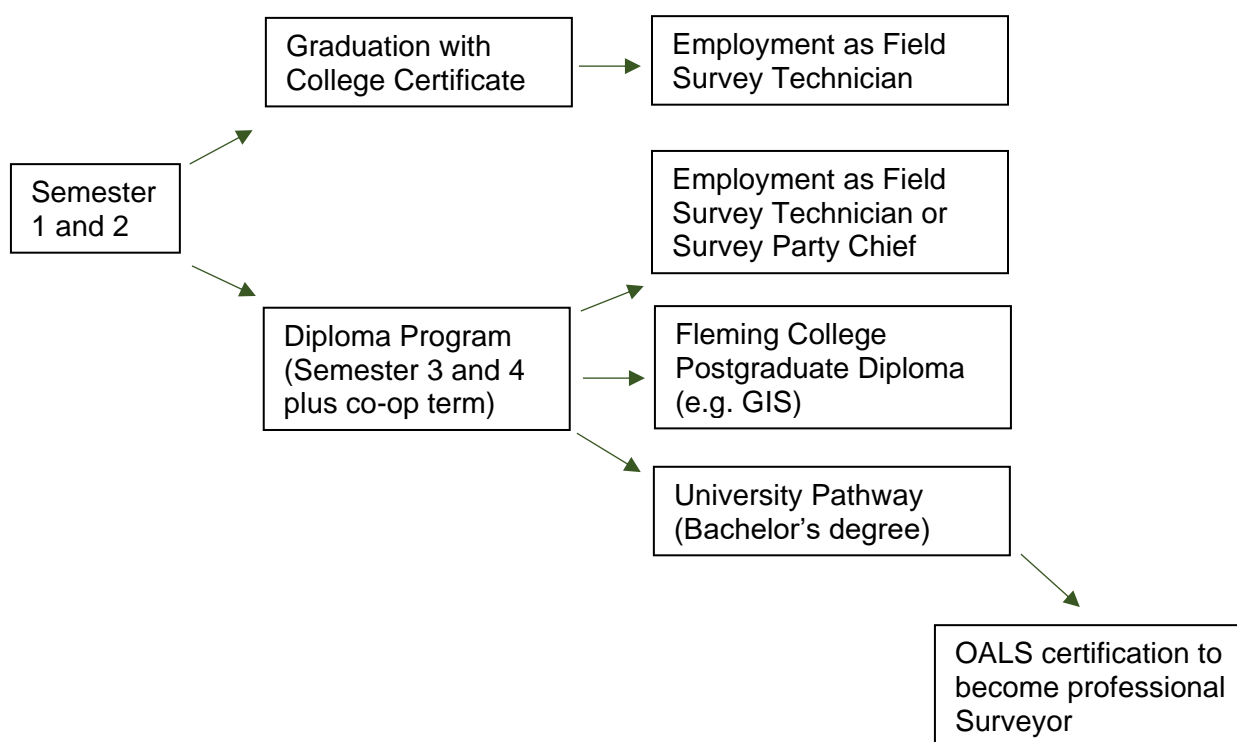 Graduation with
College Certificate
Employment as Field
Survey Technician
Semester
1 and 2
Employment as Field
Survey Technician or
Survey Party Chief
Diploma Program
(Semester 3 and 4
plus co-op term)
Fleming College
Postgraduate Diploma
(e.g. GIS)
University Pathway
(Bachelor’s degree)
OALS certification to
become professional
Surveyor